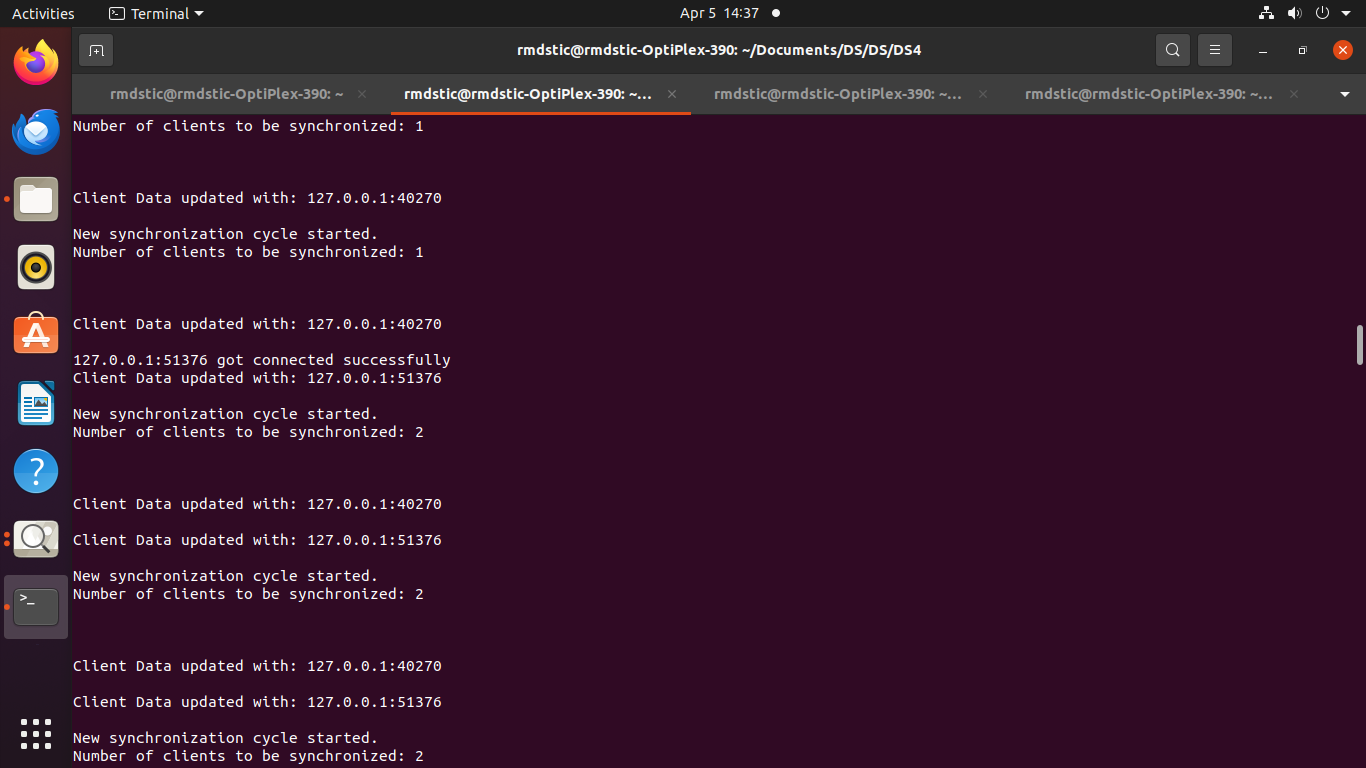 Activities
Terminal
Apr 5 14:37
rmdstic@rmdstic-OptiPlex-390: ~/Documents/DS/DS/DS4
rmdstic@rmdstic-OptiPlex-390: ~
rmdstic@rmdstic-OptiPlex-390: ~...
rmdstic@rmdstic-OptiPlex-390: ~...
rmdstic@rmdstic-OptiPlex-390: ~...
Number of clients to be synchronized: 1
Client Data updated with: 127.0.0.1:40270
New synchronization cycle started.
Number of clients to be synchronized: 1
Client Data updated with: 127.0.0.1:40270
127.0.0.1:51376 got connected successfully
Client Data updated with: 127.0.0.1:51376
New synchronization cycle started.
Number of clients to be synchronized: 2
Client Data updated with: 127.0.0.1:40270
Client Data updated with: 127.0.0.1:51376
New synchronization cycle started.
Number of clients to be synchronized: 2
Client Data updated with: 127.0.0.1:40270
Client Data updated with: 127.0.0.1:51376
New synchronization cycle started.
Number of clients to be synchronized: 2